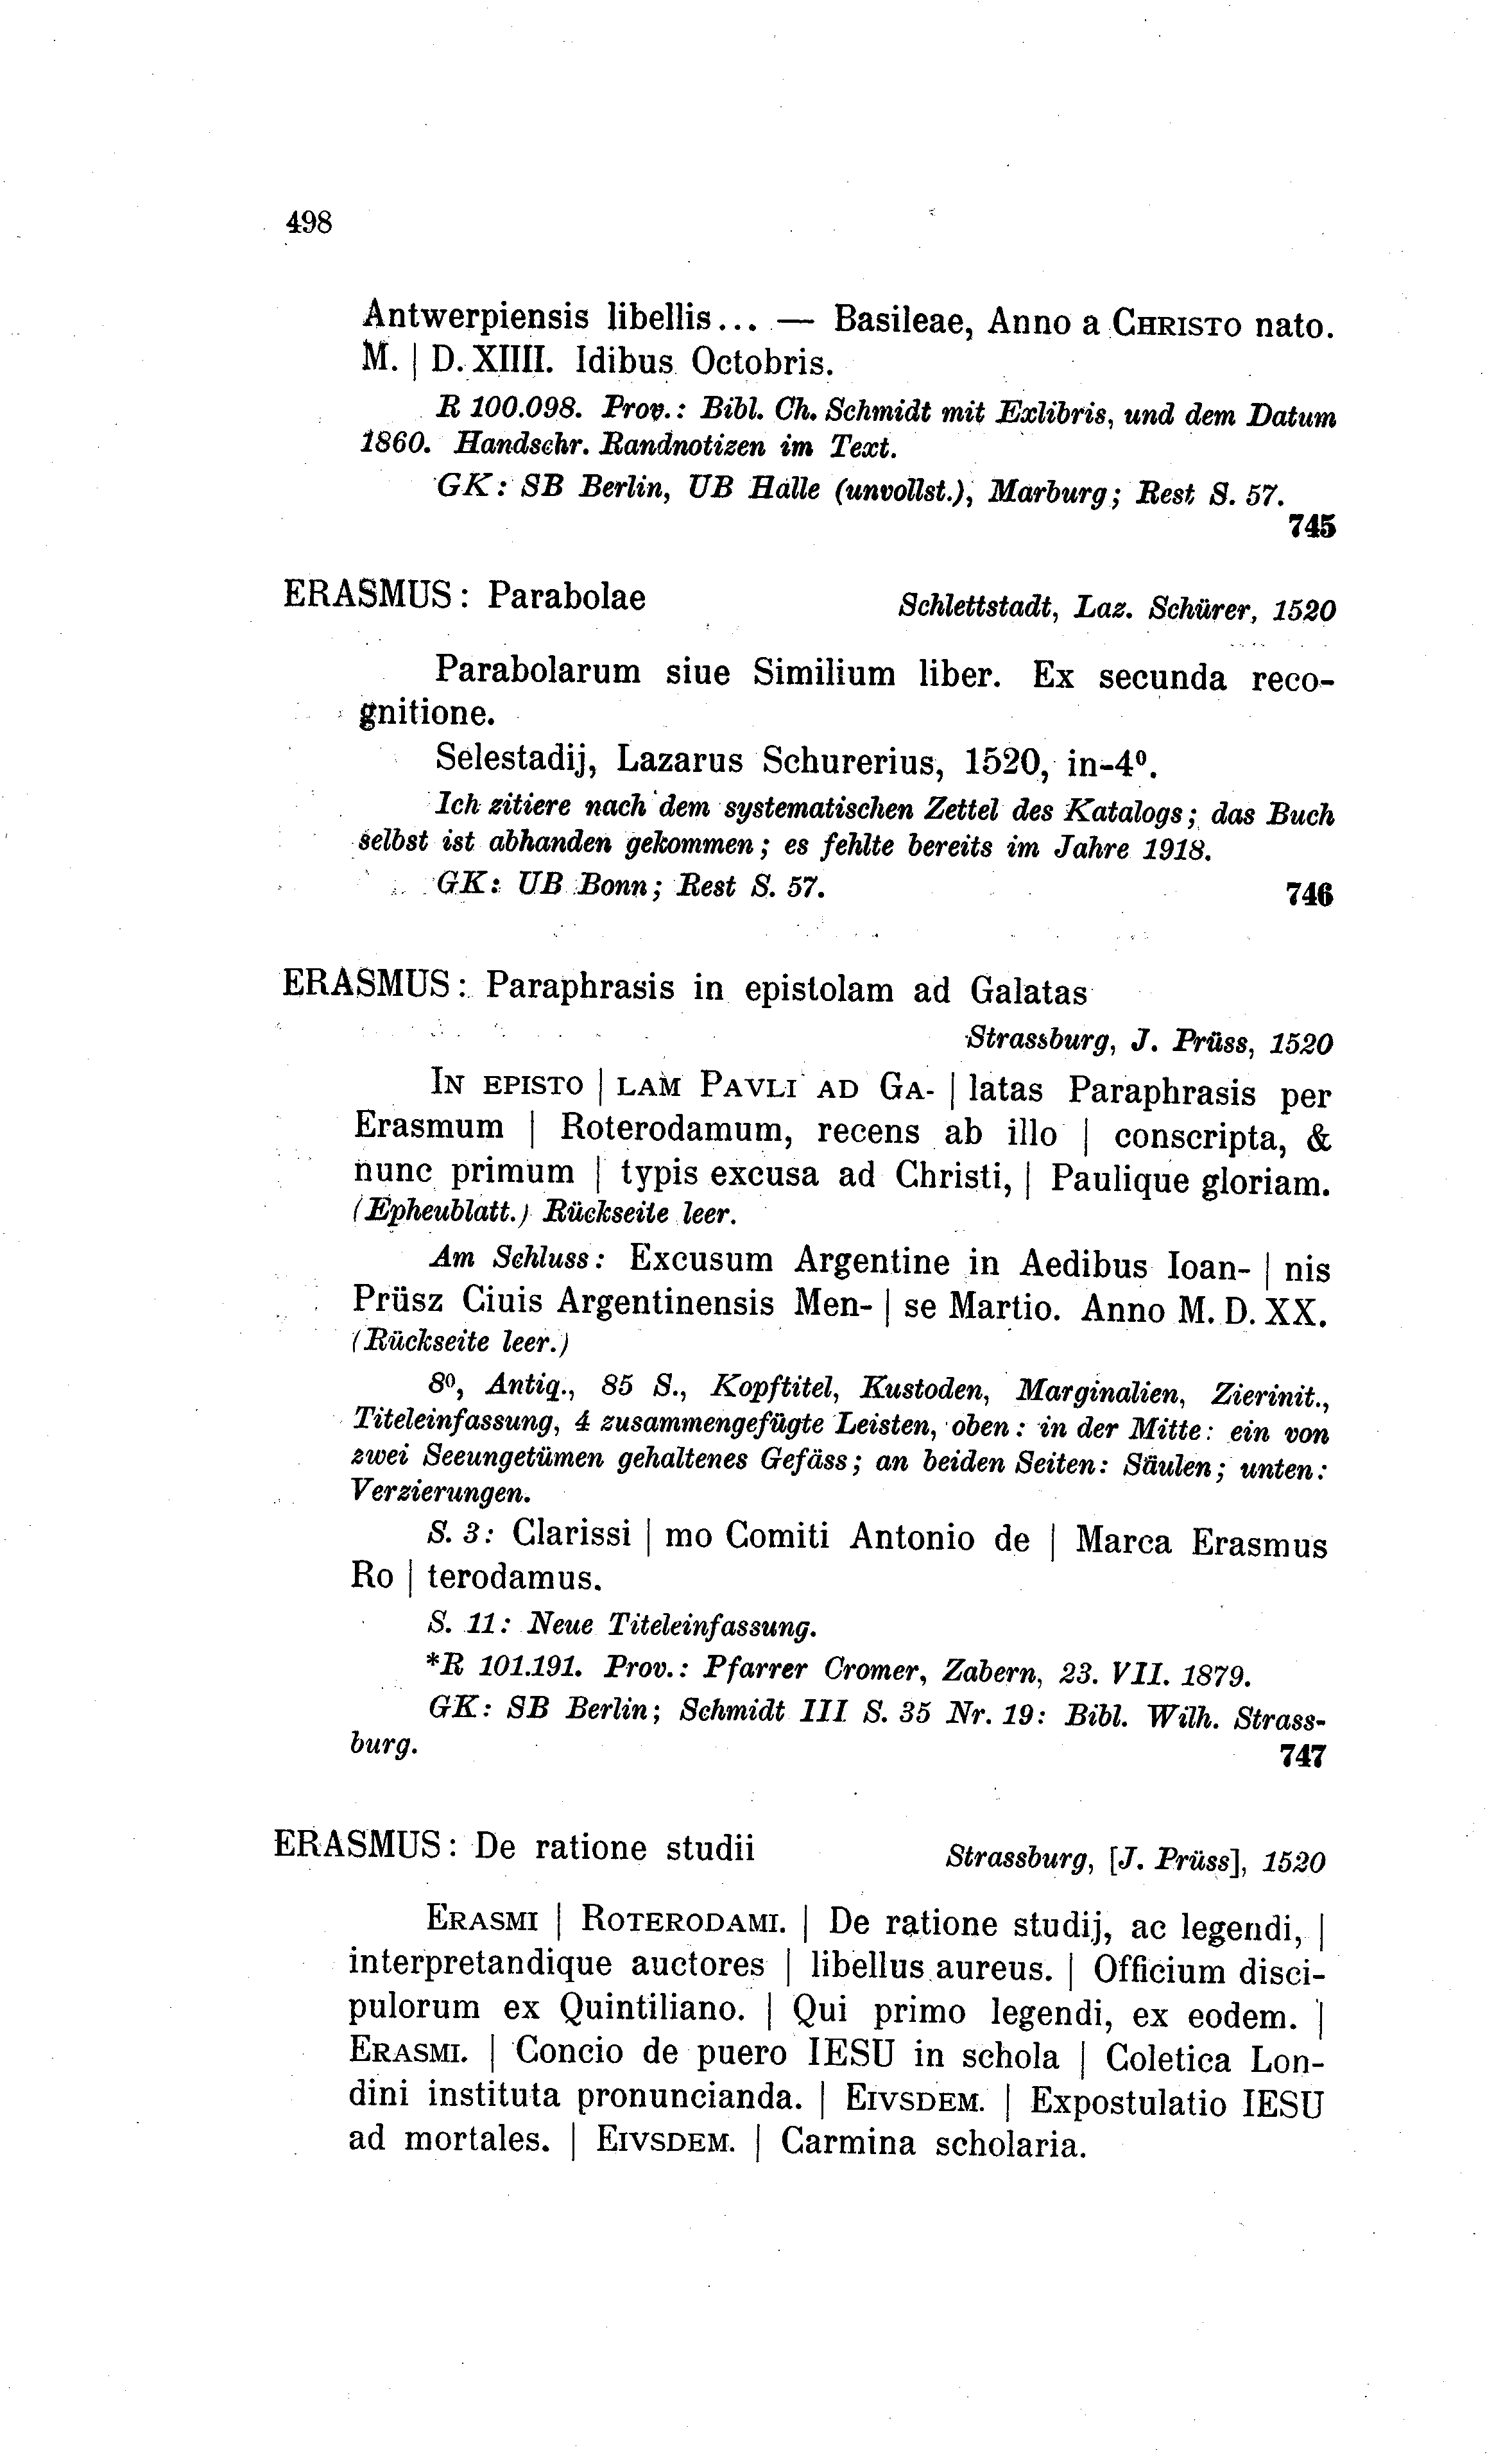 498
Antwerpiensis libellis... — Basileae, Anno a CHRISTO nato.
M. | D. XIIII. Idibus Octobris.
R 100.098. Prov.: Bibl. Ch. Schmidt mit Exlibris, und dem Datum
1860. Handschr. Randnotizen im Text.
GK: SB Berlin, UB Halle (unvollst.), Marburg; Rest S. 57.
745
ERASMUS: Parabolae Schlettstadt, Laz. Schürer, 1520
Parabolarum siue Similium liber. Ex secunda reco-
gnitione.
Selestadij, Lazarus Schurerius, 1520, in-4⁰.
Ich zitiere nach dem systematischen Zettel des Katalogs; das Buch
selbst ist abhanden gekommen; es fehlte bereits im Jahre 1918.
GK: UB Bonn; Rest S. 57. 746
ERASMUS: Paraphrasis in epistolam ad Galatas
Strassburg, J. Prüss, 1520
IN EPISTO | LAM PAVLI AD GA- | latas Paraphrasis per
Erasmum | Roterodamum, recens ab illo | conscripta, &
nunc primum | typis excusa ad Christi, | Paulique gloriam.
(Epheublatt.) Rückseite leer.
Am Schluss: Excusum Argentine in Aedibus Ioan- | nis
Prüsz Ciuis Argentinensis Men- | se Martio. Anno M. D. XX.
(Rückseite leer.)
8⁰, Antiq., 85 S., Kopftitel, Kustoden, Marginalien, Zierinit.,
Titeleinfassung, 4 zusammengefügte Leisten, oben: in der Mitte: ein von
zwei Seeungetümen gehaltenes Gefäss; an beiden Seiten: Säulen; unten:
Verzierungen.
S. 3: Clarissi | mo Comiti Antonio de | Marca Erasmus
Ro | terodamus.
S. 11: Neue Titeleinfassung.
*R 101.191. Prov.: Pfarrer Cromer, Zabern, 23. VII. 1879.
GK: SB Berlin; Schmidt III S. 35 Nr. 19: Bibl. Wilh. Strass-
burg. 747
ERASMUS: De ratione studii Strassburg, [J. Prüss], 1520
ERASMI | ROTERODAMI. | De ratione studij, ac legendi, |
interpretandique auctores | libellus aureus. | Officium disci-
pulorum ex Quintiliano. | Qui primo legendi, ex eodem. |
ERASMI. | Concio de puero IESU in schola | Coletica Lon-
dini instituta pronuncianda. | EIVSDEM. | Expostulatio IESU
ad mortales. | EIVSDEM. | Carmina scholaria.